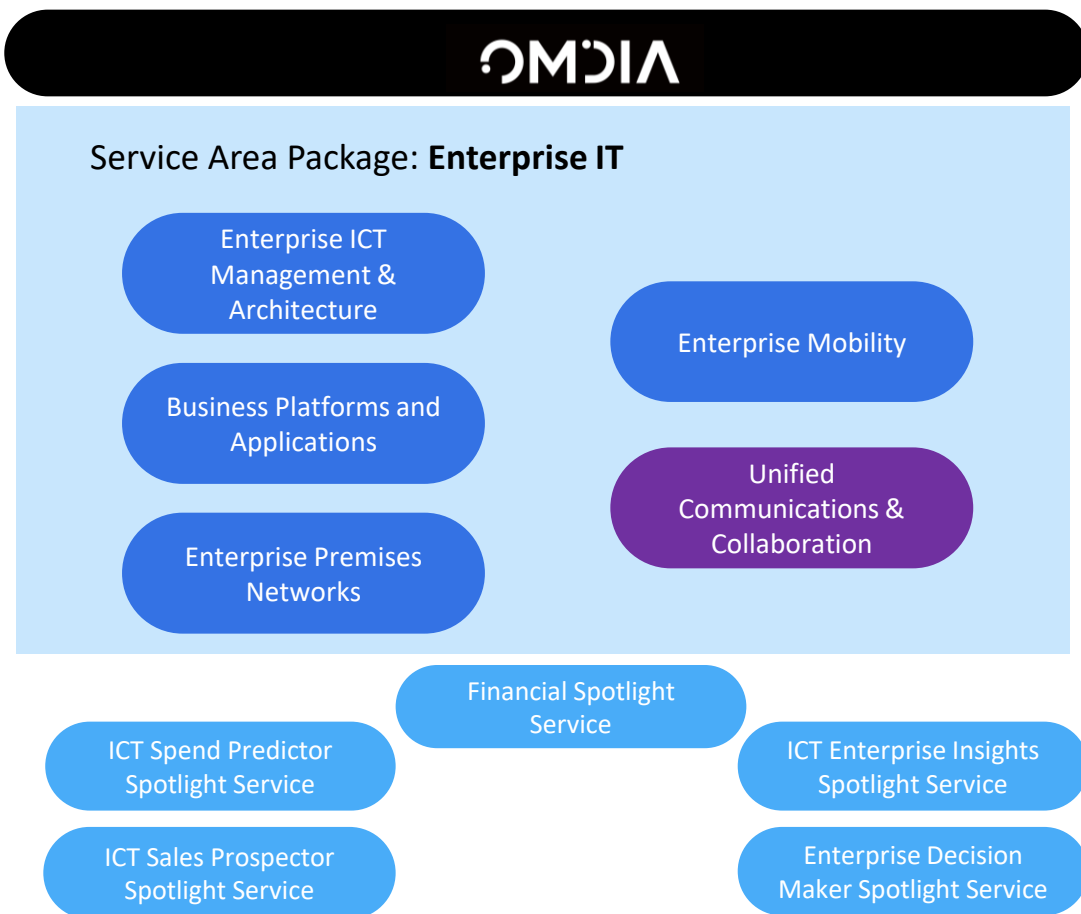 OMDIA
Service Area Package: Enterprise IT
Enterprise ICT
Management &
Architecture
Business Platforms and
Applications
Enterprise Premises
Networks
Enterprise Mobility
Unified
Communications &
Collaboration
Financial Spotlight
Service
ICT Spend Predictor
Spotlight Service
ICT Sales Prospector
Spotlight Service
ICT Enterprise Insights
Spotlight Service
Enterprise Decision
Maker Spotlight Service